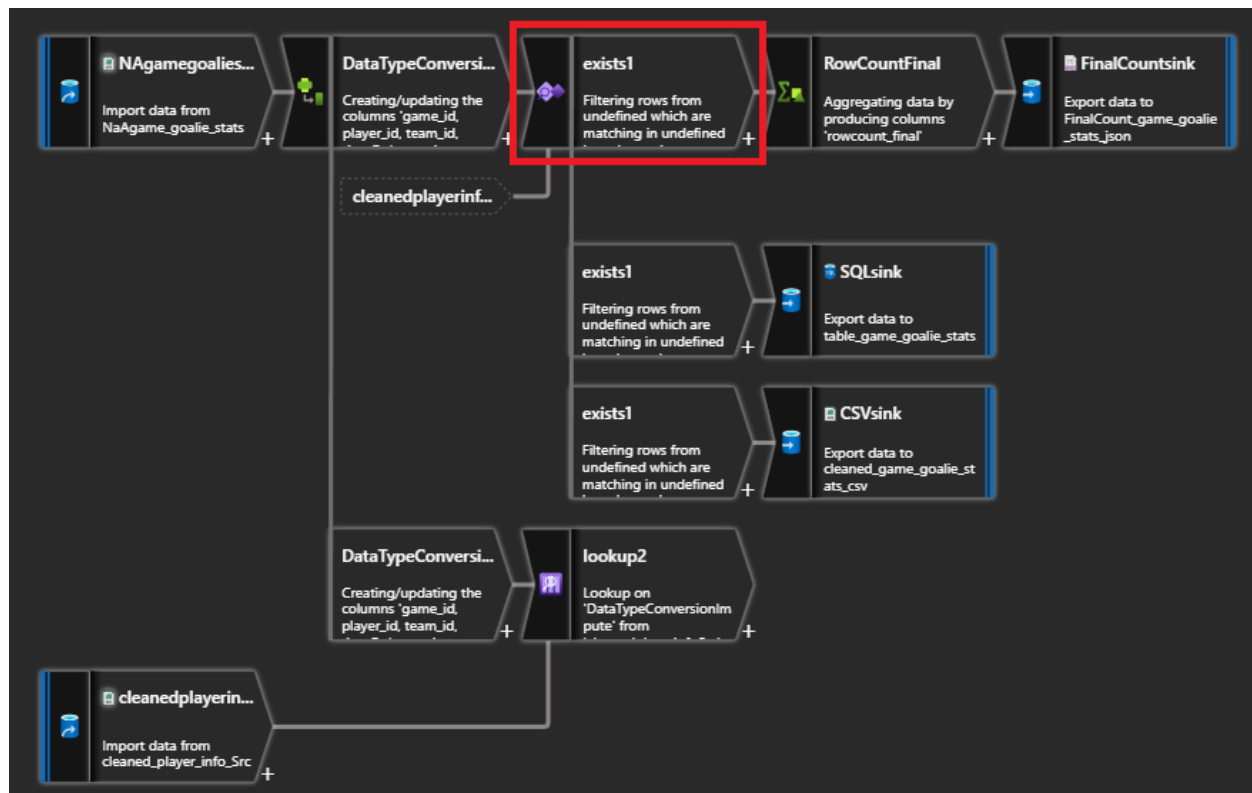 NAgamegoalies...
Import data from
NaAgame_goalie_stats
DataTypeConversi...
Creating/updating the
columns 'game_id,
player_id, team_id,
exists1
Filtering rows from
undefined which are
matching in undefined
RowCountFinal
Aggregating data by
producing columns
'rowcount_final'
FinalCountsink
Export data to
FinalCount_game_goalie
_stats_json
cleanedplayerinf...
exists1
Filtering rows from
undefined which are
matching in undefined
SQLsink
Export data to
table_game_goalie_stats
exists1
Filtering rows from
undefined which are
matching in undefined
CSVsink
Export data to
cleaned_game_goalie_st
ats_csv
DataTypeConversi...
Creating/updating the
columns 'game_id,
player_id, team_id,
lookup2
Lookup on
'DataTypeConversionIm
pute' from
cleanedplayerin...
Import data from
cleaned_player_info_Src